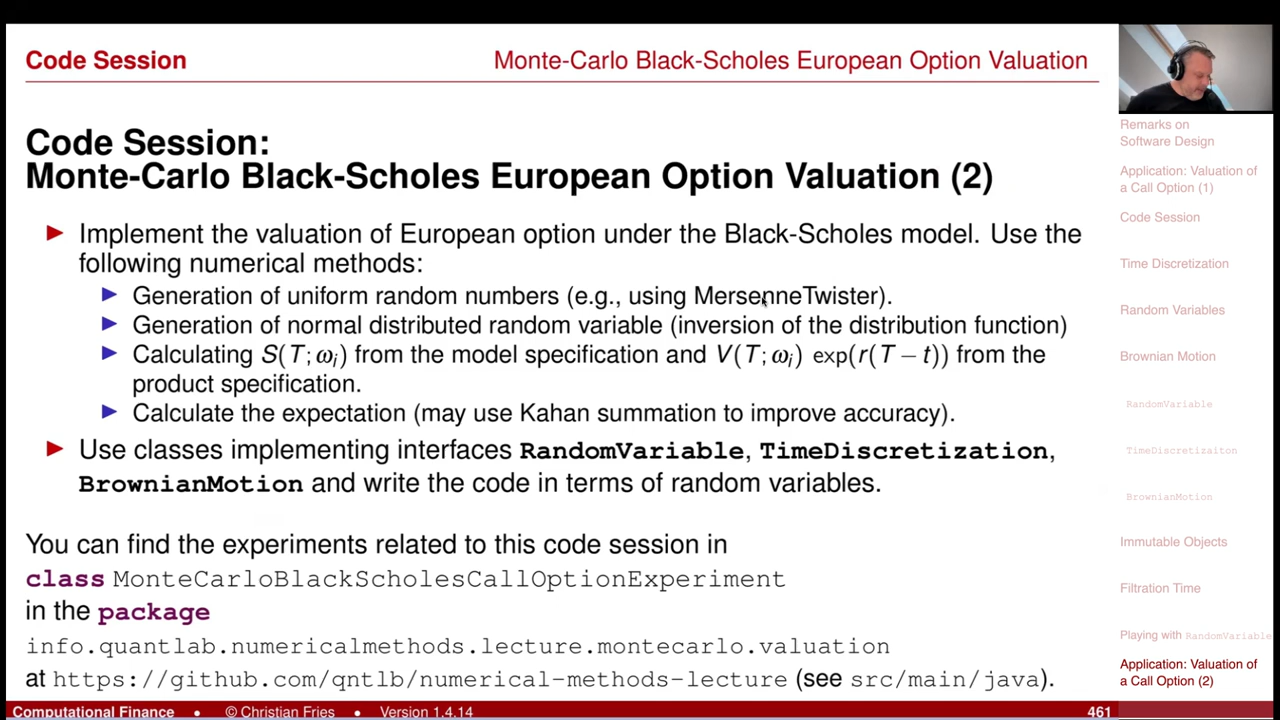 Code Session
Monte-Carlo Black-Scholes European Option Valuation
Code Session:
Monte-Carlo Black-Scholes European Option Valuation (2)
Implement the valuation of European option under the Black-Scholes model. Use the
following numerical methods:
Generation of uniform random numbers (e.g., using MersenneTwister).
Generation of normal distributed random variable (inversion of the distribution function)
Calculating S(T; ωᵢ) from the model specification and V(T; ωᵢ) exp(r(T − t)) from the
product specification.
Calculate the expectation (may use Kahan summation to improve accuracy).
Use classes implementing interfaces RandomVariable, TimeDiscretization,
BrownianMotion and write the code in terms of random variables.
You can find the experiments related to this code session in
class MonteCarloBlackScholesCallOptionExperiment
in the package
info.quantlab.numericalmethods.lecture.montecarlo.valuation
at https://github.com/qntlb/numerical-methods-lecture (see src/main/java).
Remarks on
Software Design
Application: Valuation of
a Call Option (1)
Code Session
Time Discretization
Random Variables
Brownian Motion
RandomVariable
TimeDiscretizaiton
BrownianMotion
Immutable Objects
Filtration Time
Playing with RandomVariable
Application: Valuation of
a Call Option (2)
Computational Finance • © Christian Fries • Version 1.4.14
461